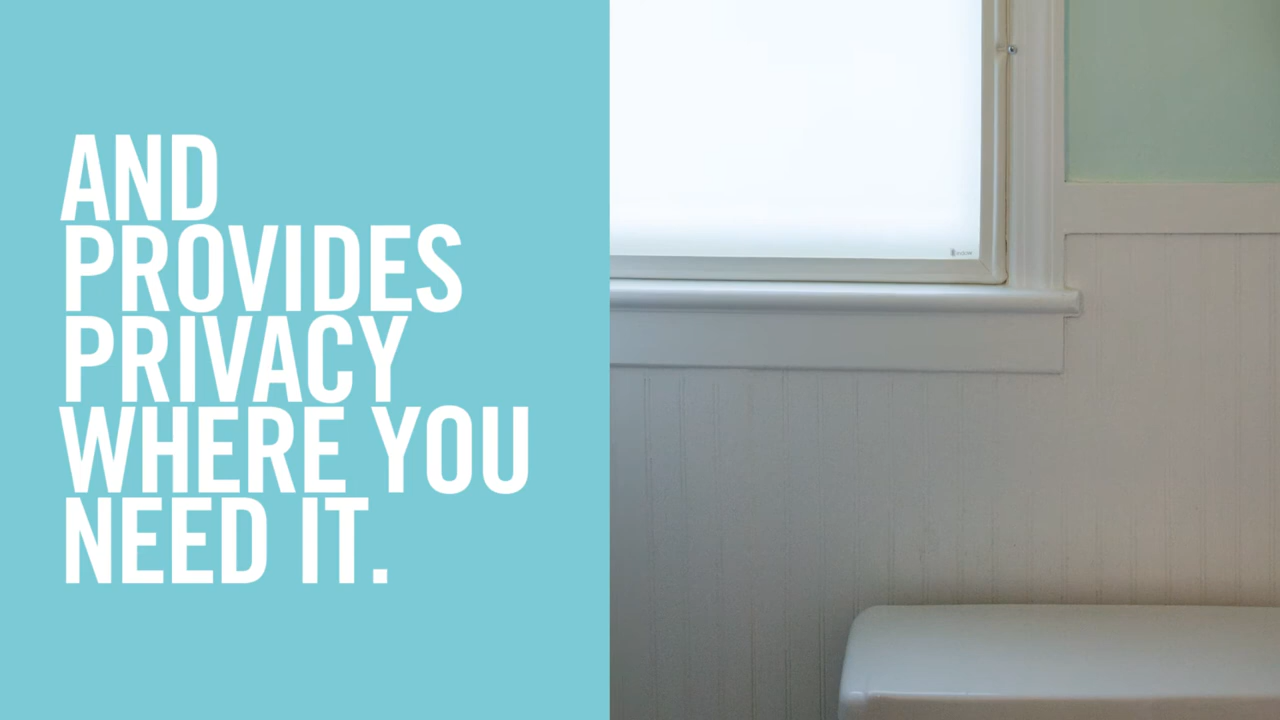 AND
PROVIDES
PRIVACY
WHERE YOU
NEED IT.